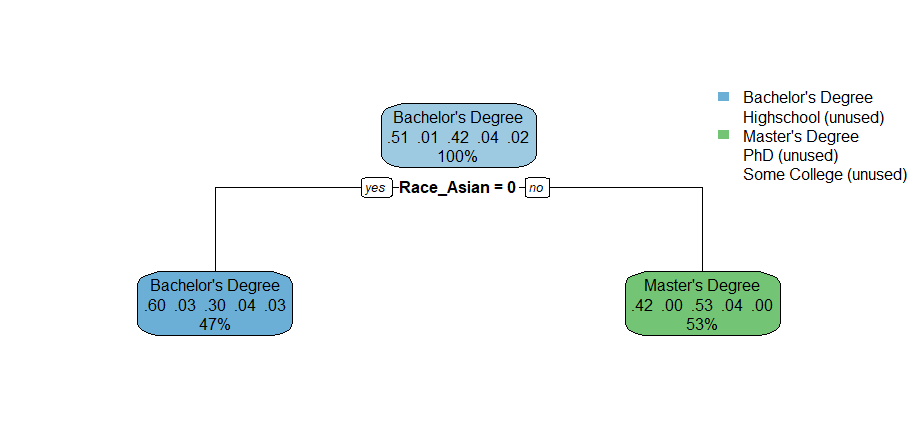 Bachelor's Degree
Highschool (unused)
Master's Degree
PhD (unused)
Some College (unused)
Bachelor's Degree
.51 .01 .42 .04 .02
100%
yes Race_Asian = 0 no
Bachelor's Degree
.60 .03 .30 .04 .03
47%
Master's Degree
.42 .00 .53 .04 .00
53%